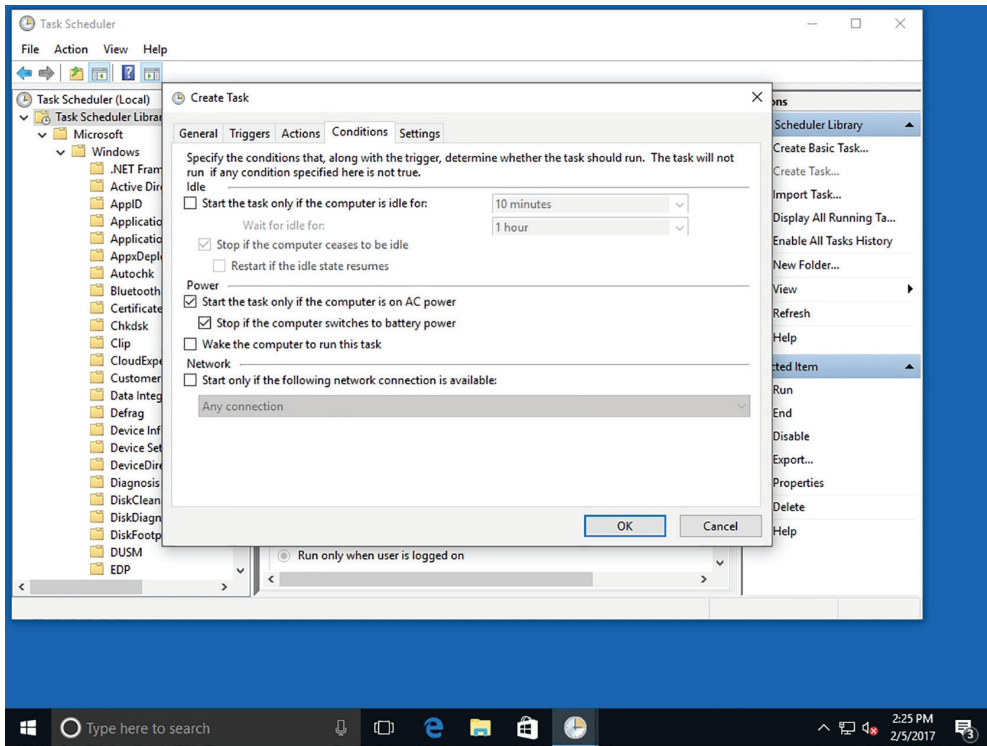 Task Scheduler
File Action View Help
Task Scheduler (Local)
Task Scheduler Librar
Microsoft
Windows
.NET Fram
Active Dire
AppID
Applicatio
Applicatio
AppxDepl
Autochk
Bluetooth
Certificate
Chkdsk
Clip
CloudExpe
Customer
Data Integ
Defrag
Device Inf
Device Set
DeviceDire
Diagnosis
DiskClean
DiskDiagn
DiskFootp
DUSM
EDP
Create Task
General Triggers Actions Conditions Settings
Specify the conditions that, along with the trigger, determine whether the task should run. The task will not
run if any condition specified here is not true.
Idle
Start the task only if the computer is idle for: 10 minutes
Wait for idle for: 1 hour
Stop if the computer ceases to be idle
Restart if the idle state resumes
Power
Start the task only if the computer is on AC power
Stop if the computer switches to battery power
Wake the computer to run this task
Network
Start only if the following network connection is available:
Any connection
OK Cancel
Run only when user is logged on
ons
Scheduler Library
Create Basic Task...
Create Task...
Import Task...
Display All Running Ta...
Enable All Tasks History
New Folder...
View
Refresh
Help
cted Item
Run
End
Disable
Export...
Properties
Delete
Help
Type here to search
2:25 PM
2/5/2017
3